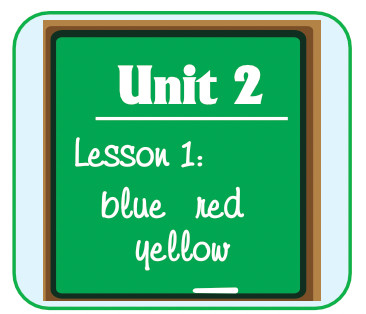 Unit 2
Lesson 1:
blue red
yellow